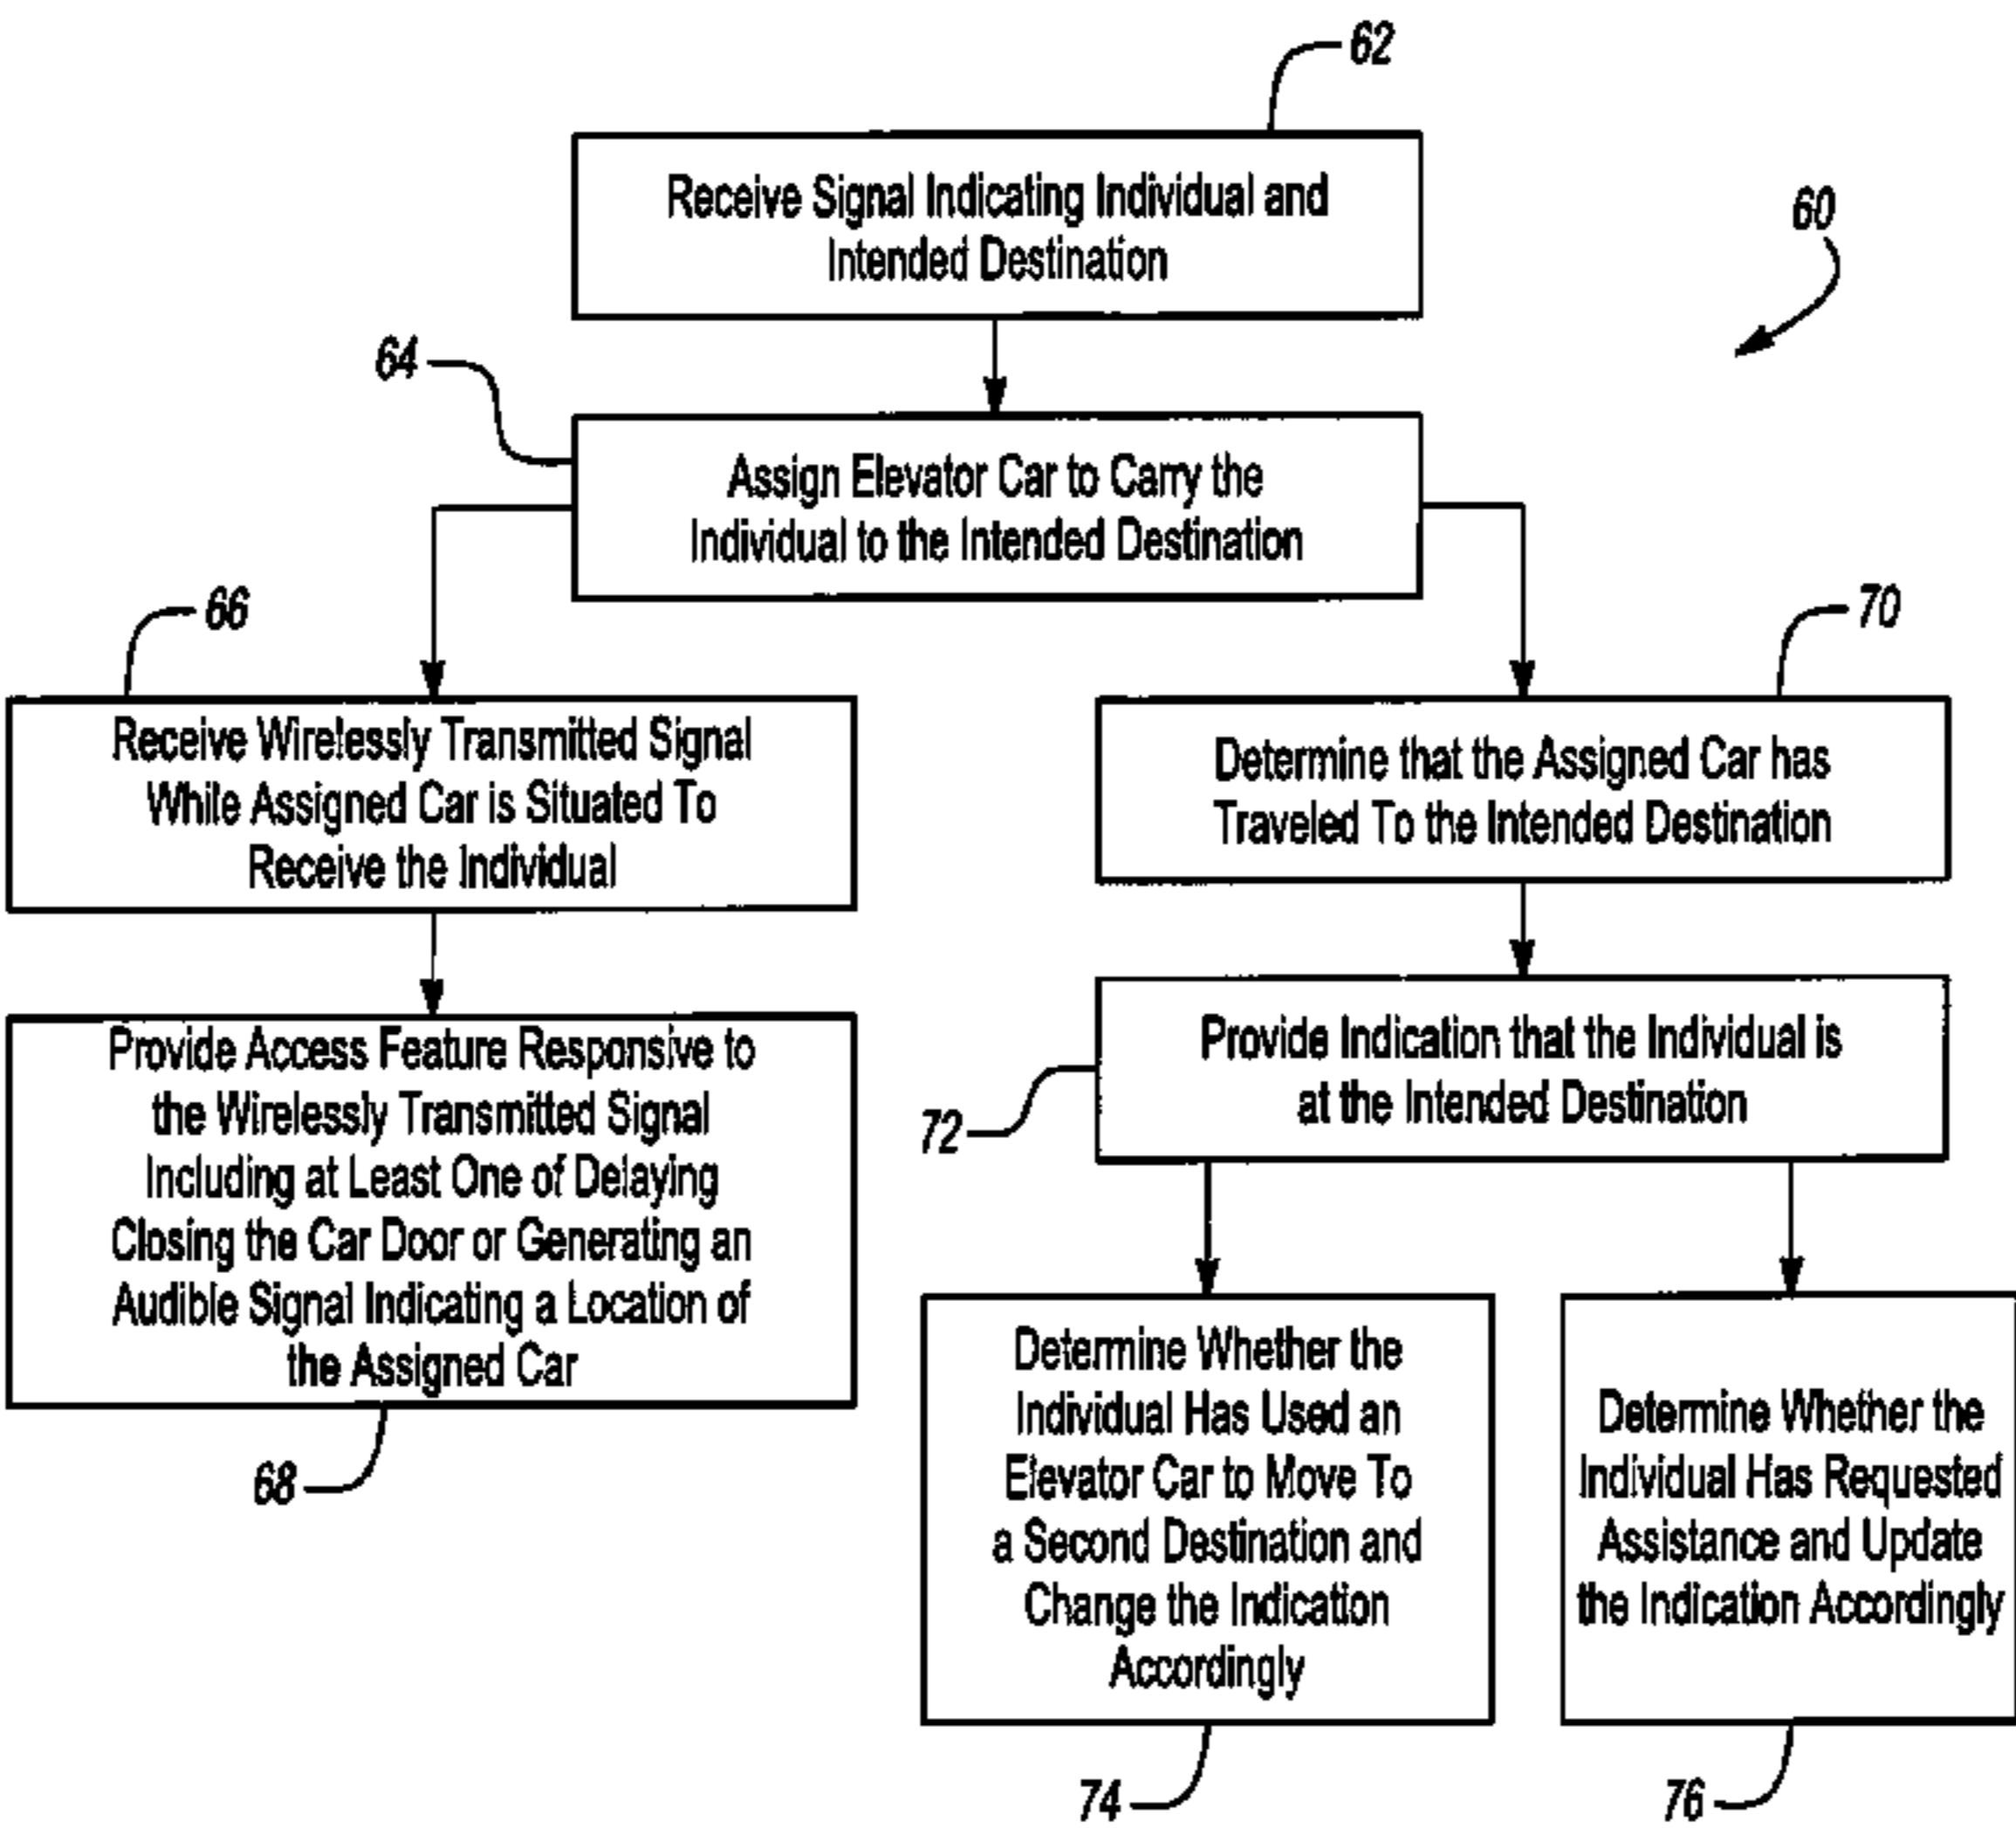 62
Receive Signal Indicating Individual and
Intended Destination
60
64
Assign Elevator Car to Carry the
Individual to the Intended Destination
66
Receive Wirelessly Transmitted Signal
While Assigned Car is Situated To
Receive the Individual
70
Determine that the Assigned Car has
Traveled To the Intended Destination
Provide Access Feature Responsive to
the Wirelessly Transmitted Signal
Including at Least One of Delaying
Closing the Car Door or Generating an
Audible Signal Indicating a Location of
the Assigned Car
68
Provide Indication that the Individual is
at the Intended Destination
72
Determine Whether the
Individual Has Used an
Elevator Car to Move To
a Second Destination and
Change the Indication
Accordingly
74
Determine Whether the
Individual Has Requested
Assistance and Update
the Indication Accordingly
76